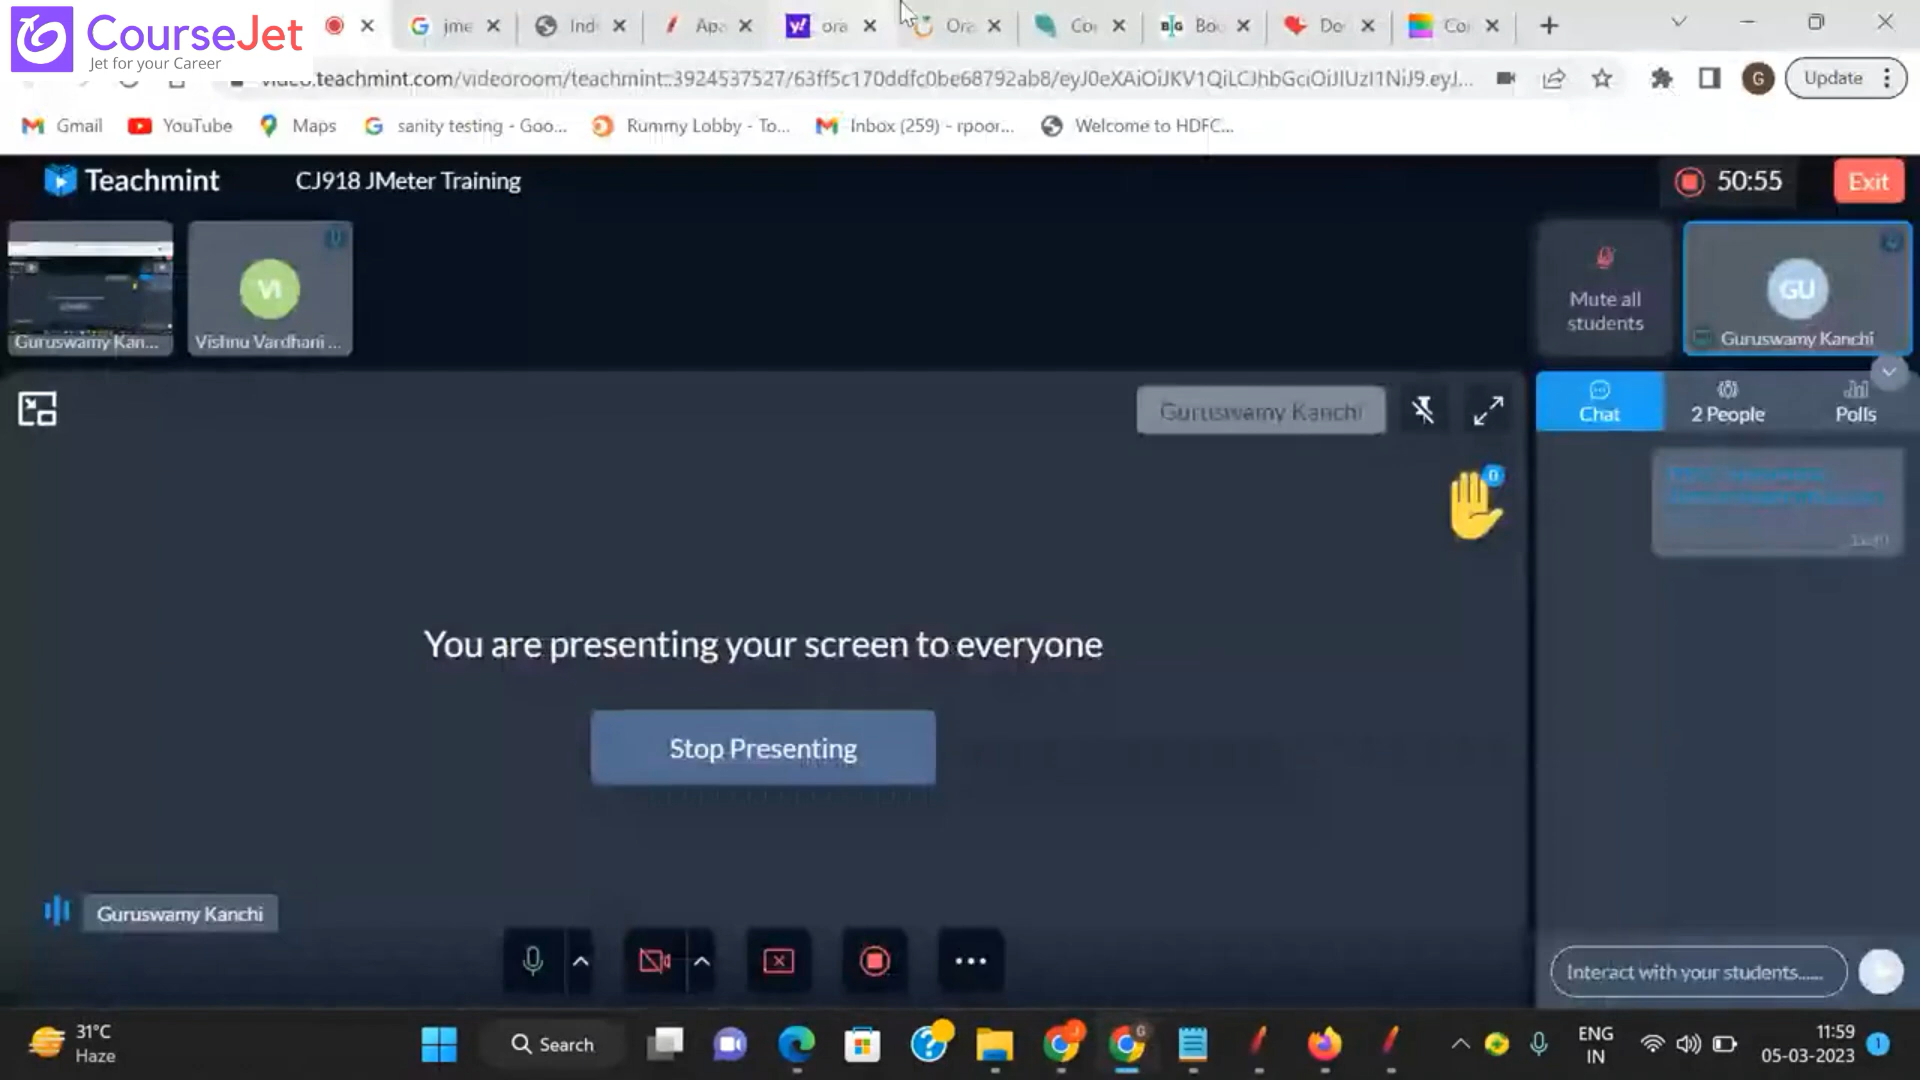 CourseJet
Jet for your Career
jme
Ind
Apa
ora
Ora
Co
Bo
Do
Co
video.teachmint.com/videoroom/teachmint:3924537527/63ff5c170ddfc0be68792ab8/eyJ0eXAiOiJKV1QiLCJhbGciOiJIUzI1NiJ9.eyJ...
G
Update
Gmail
YouTube
Maps
sanity testing - Goo...
Rummy Lobby - To...
Inbox (259) - rpoor...
Welcome to HDFC...
Teachmint
CJ918 JMeter Training
50:55
Exit
Guruswamy Kan...
VI
Vishnu Vardhani ...
Mute all
students
GU
Guruswamy Kanchi
Guruswamy Kanchi
Chat
2 People
Polls
0
You are presenting your screen to everyone
Stop Presenting
Guruswamy Kanchi
Interact with your students......
31°C
Haze
Search
ENG
IN
11:59
05-03-2023
1